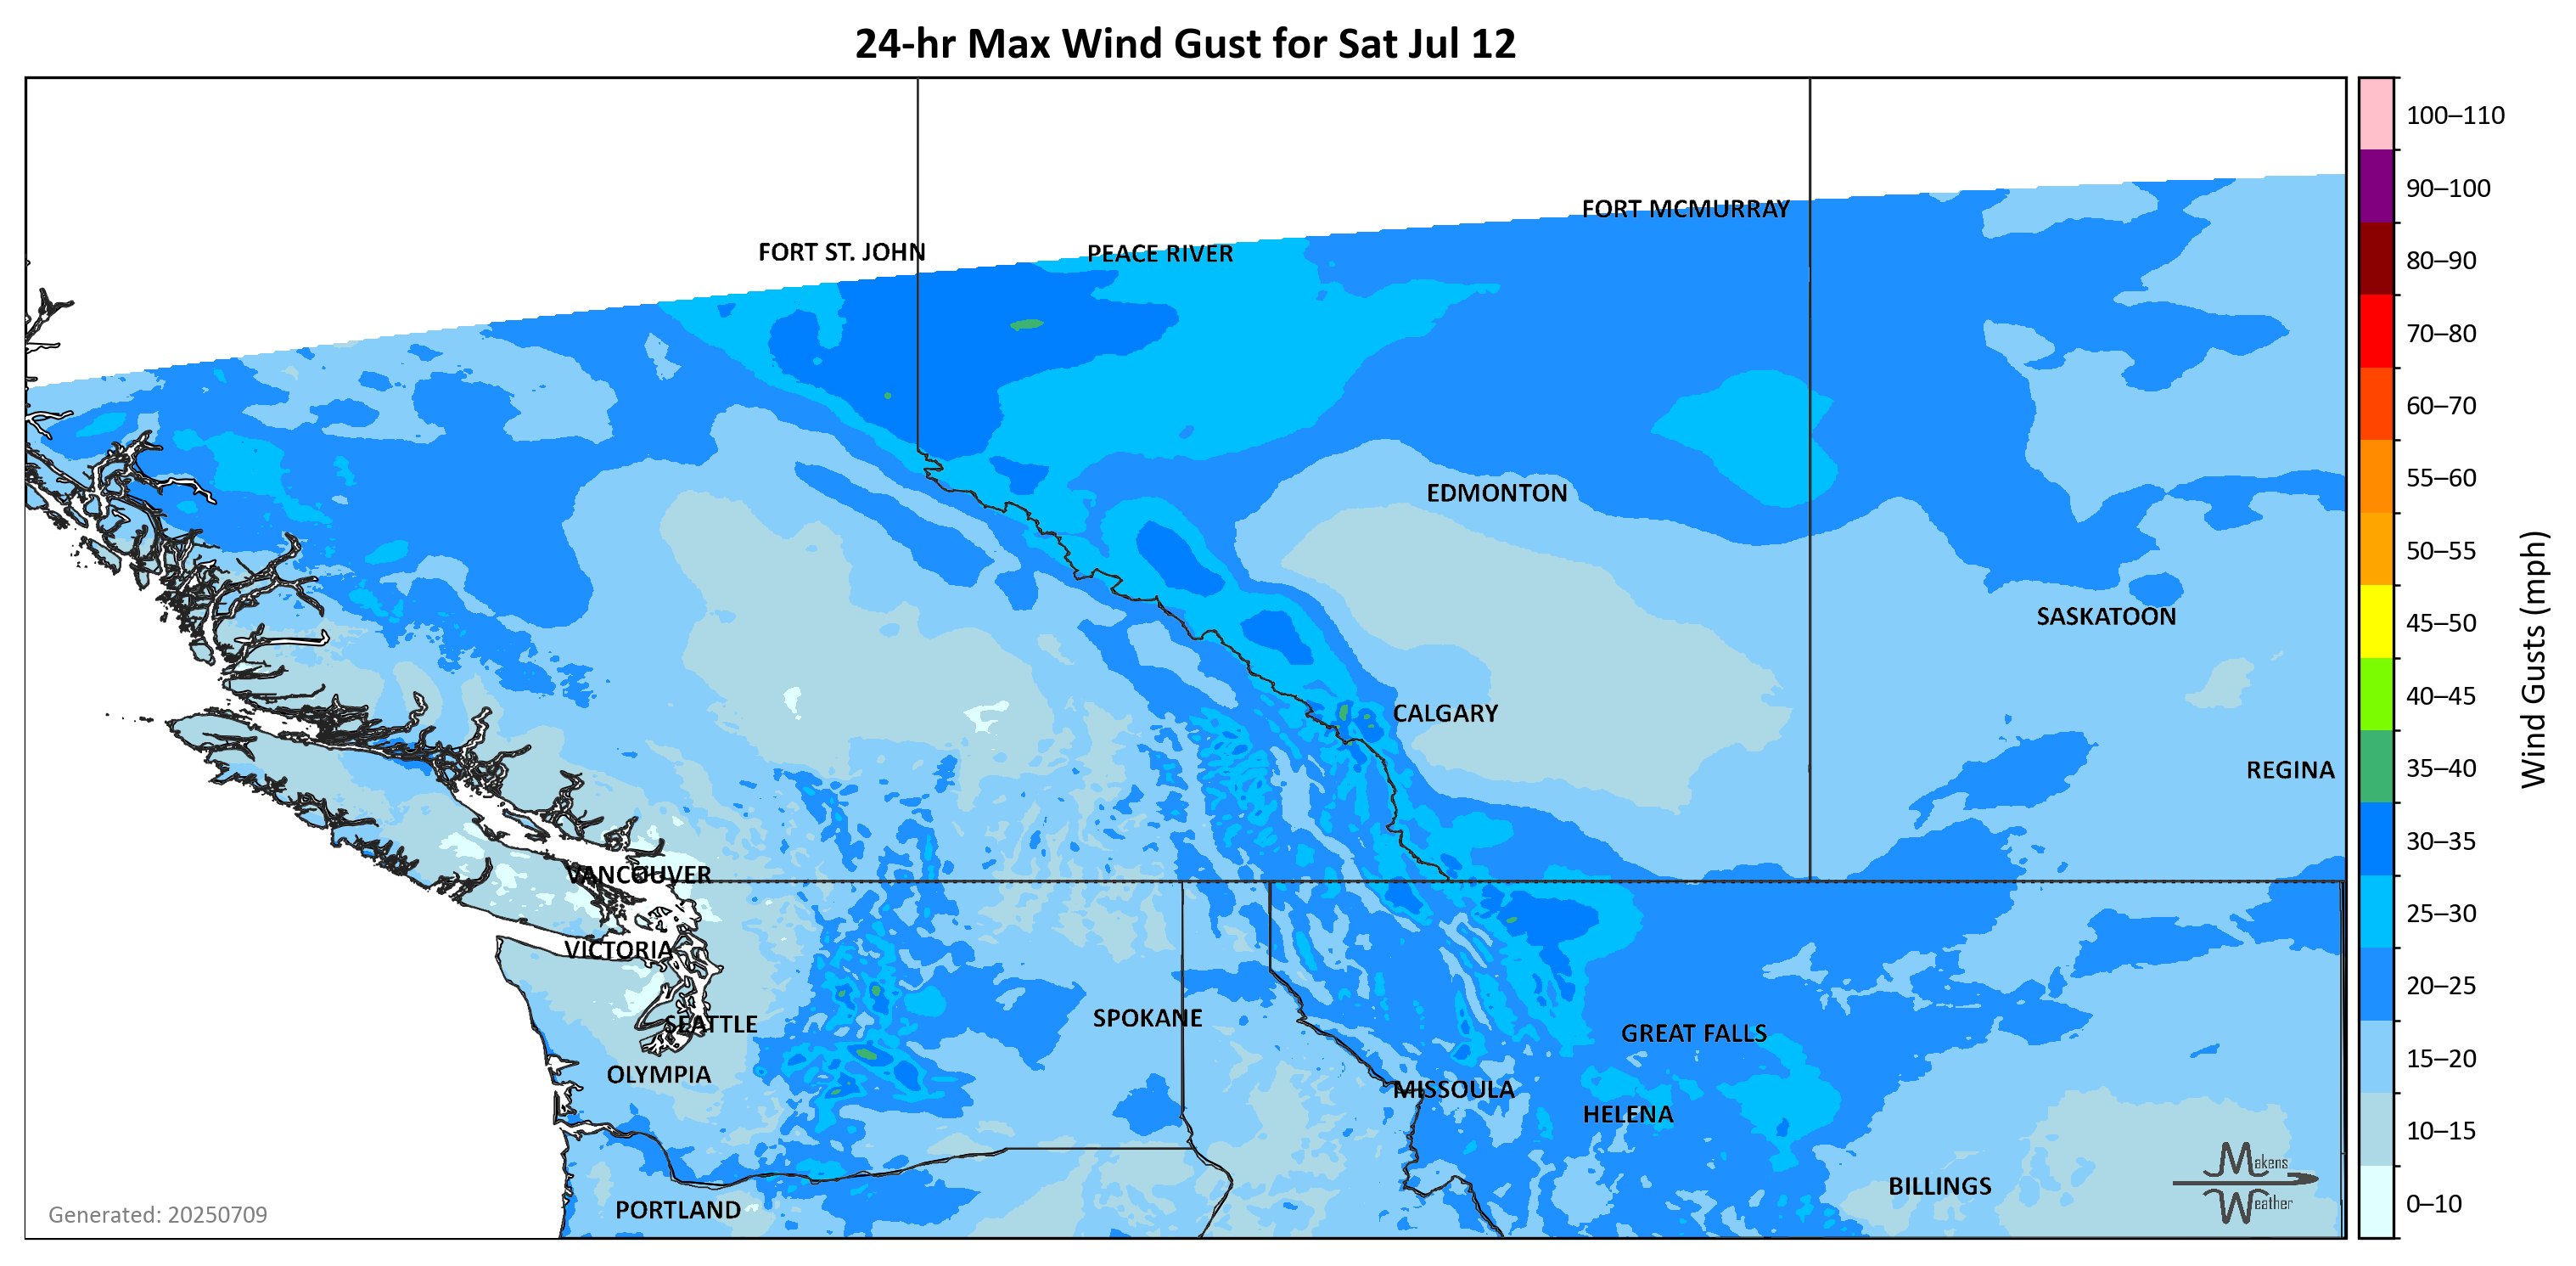 24-hr Max Wind Gust for Sat Jul 12
100–110
90–100
80–90
70–80
60–70
55–60
50–55
45–50
40–45
35–40
30–35
25–30
20–25
15–20
10–15
0–10
Wind Gusts (mph)
FORT MCMURRAY
FORT ST. JOHN
PEACE RIVER
EDMONTON
SASKATOON
CALGARY
REGINA
VANCOUVER
VICTORIA
SEATTLE
SPOKANE
GREAT FALLS
OLYMPIA
MISSOULA
HELENA
BILLINGS
PORTLAND
Makens
Weather
Generated: 20250709